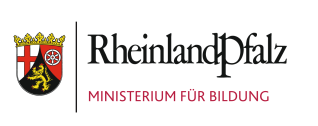 RheinlandPfalz
MINISTERIUM FÜR BILDUNG